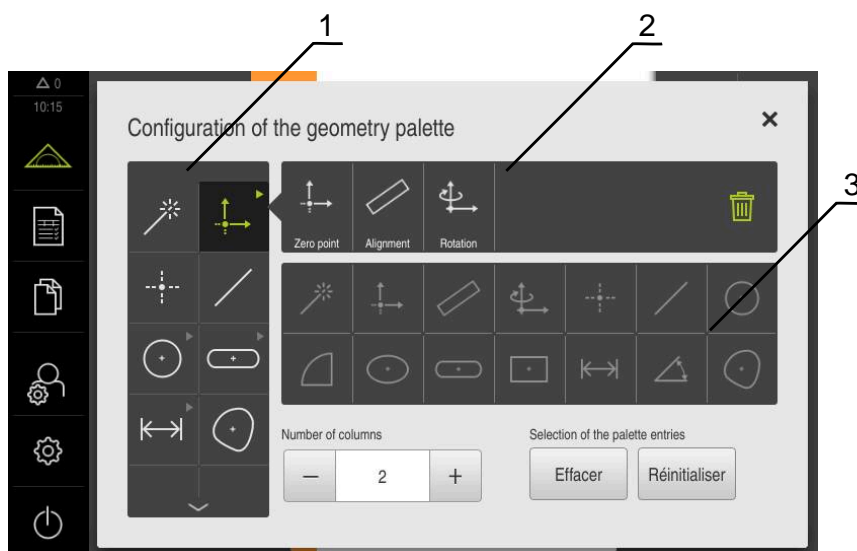 1
2
3
0
10:15
Configuration of the geometry palette
Zero point
Alignment
Rotation
Number of columns
2
Selection of the palette entries
Effacer
Réinitialiser